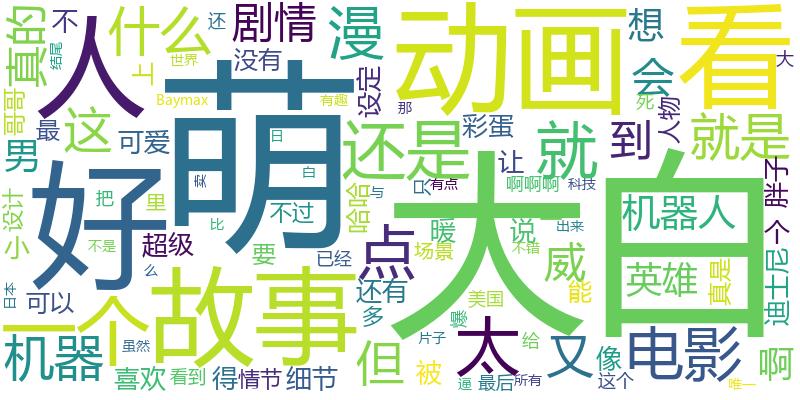 不
人
什么
剧情
漫
动画
想
看
还
没有
上
结尾
世界
Baymax
有趣
设定
那
会
大
真的
哥哥
最
这
可爱
萌
还是
彩蛋
就
到
死
人物
就是
男
好
日
白
卖
让
只
有点
啊啊啊
科技
大白
机器人
胖子
个
设计
小
把
里
不过
哈哈
与
比
点
暖
说
出来
不错
威
英雄
真是
迪士尼
不是
超级
要
已经
场景
一个
故事
么
日本
可以
还有
多
美国
能
爆
机器
虽然
但
太
片子
给
又
电影
像
啊
喜欢
看到
得
情节
细节
被
逼
最后
所有
这个
唯一